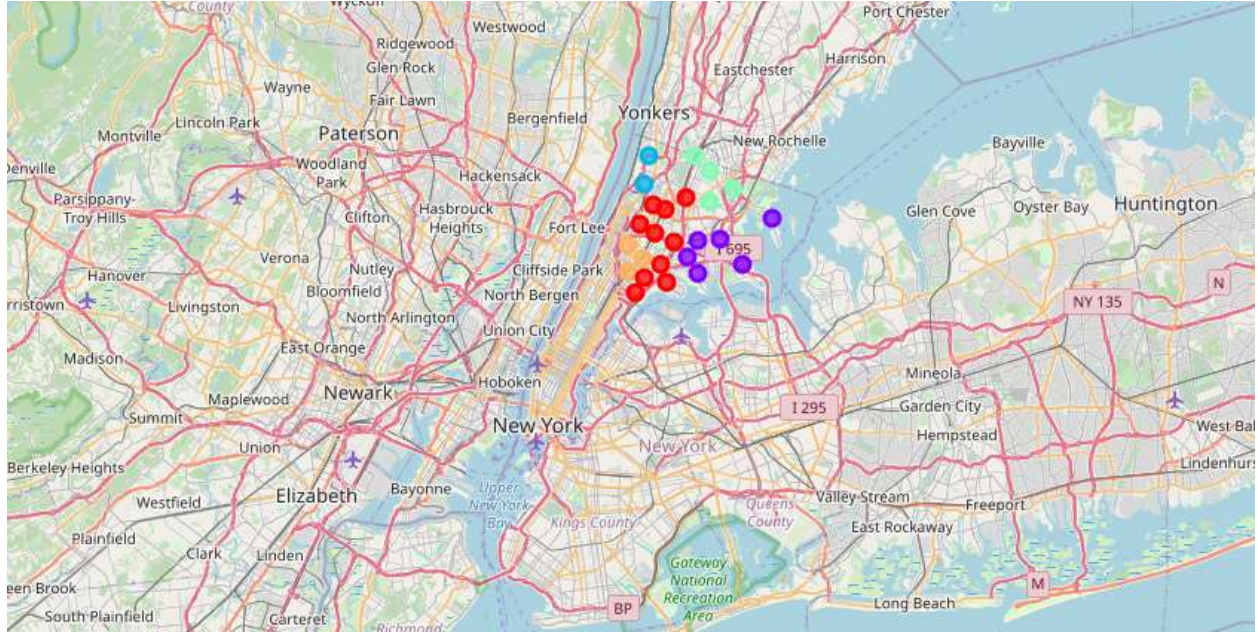 County
Wyckoff
Westwood
Port Chester
Ridgewood
Glen Rock
Eastchester
Harrison
Wayne
Fair Lawn
Yonkers
Lincoln Park
Bergenfield
Montville
Paterson
New Rochelle
Bayville
Denville
Woodland
Park
Hackensack
Parsippany-
Troy Hills
Clifton
Hasbrouck
Heights
Fort Lee
Glen Cove
Oyster Bay
Huntington
Verona
695
Hanover
Nutley
Cliffside Park
Bloomfield
North Bergen
N
NY 135
rristown
Livingston
North Arlington
Union City
Madison
East Orange
Mineola
Maplewood
Newark
Hoboken
Summit
I 295
Garden City
New York
West Ba
Union
New York
Hempstead
Berkeley Heights
Lindenhurs
Elizabeth
Bayonne
Upper
New York
Bay
Westfield
Kings County
Queens
County
Valley Stream
Freeport
East Rockaway
Plainfield
Clark
Linden
Gateway
National
Recreation
Area
een Brook
M
South Plainfield
BP
Long Beach
Carteret
Richmond